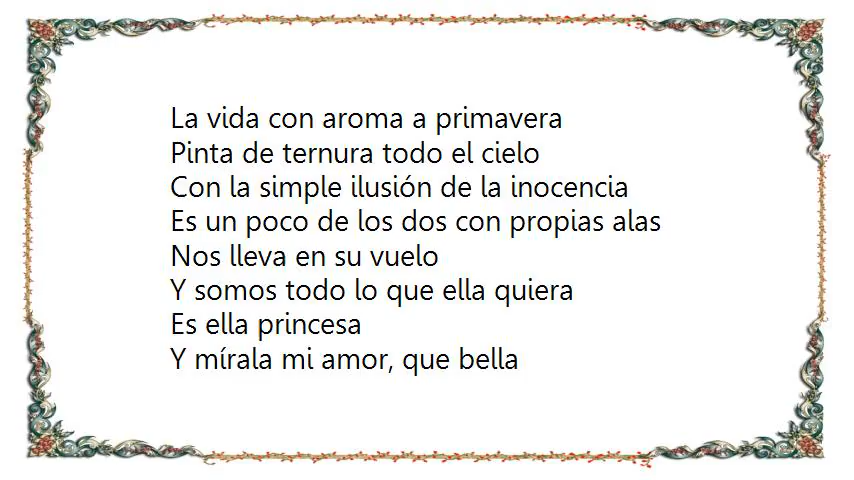 La vida con aroma a primavera
Pinta de ternura todo el cielo
Con la simple ilusión de la inocencia
Es un poco de los dos con propias alas
Nos lleva en su vuelo
Y somos todo lo que ella quiera
Es ella princesa
Y mírala mi amor, que bella